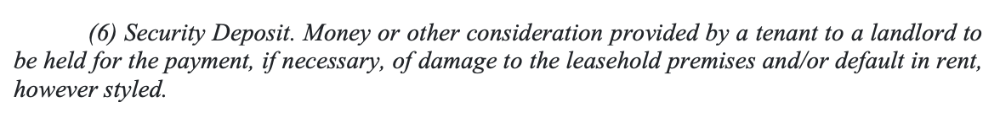 (6) Security Deposit. Money or other consideration provided by a tenant to a landlord to
be held for the payment, if necessary, of damage to the leasehold premises and/or default in rent,
however styled.